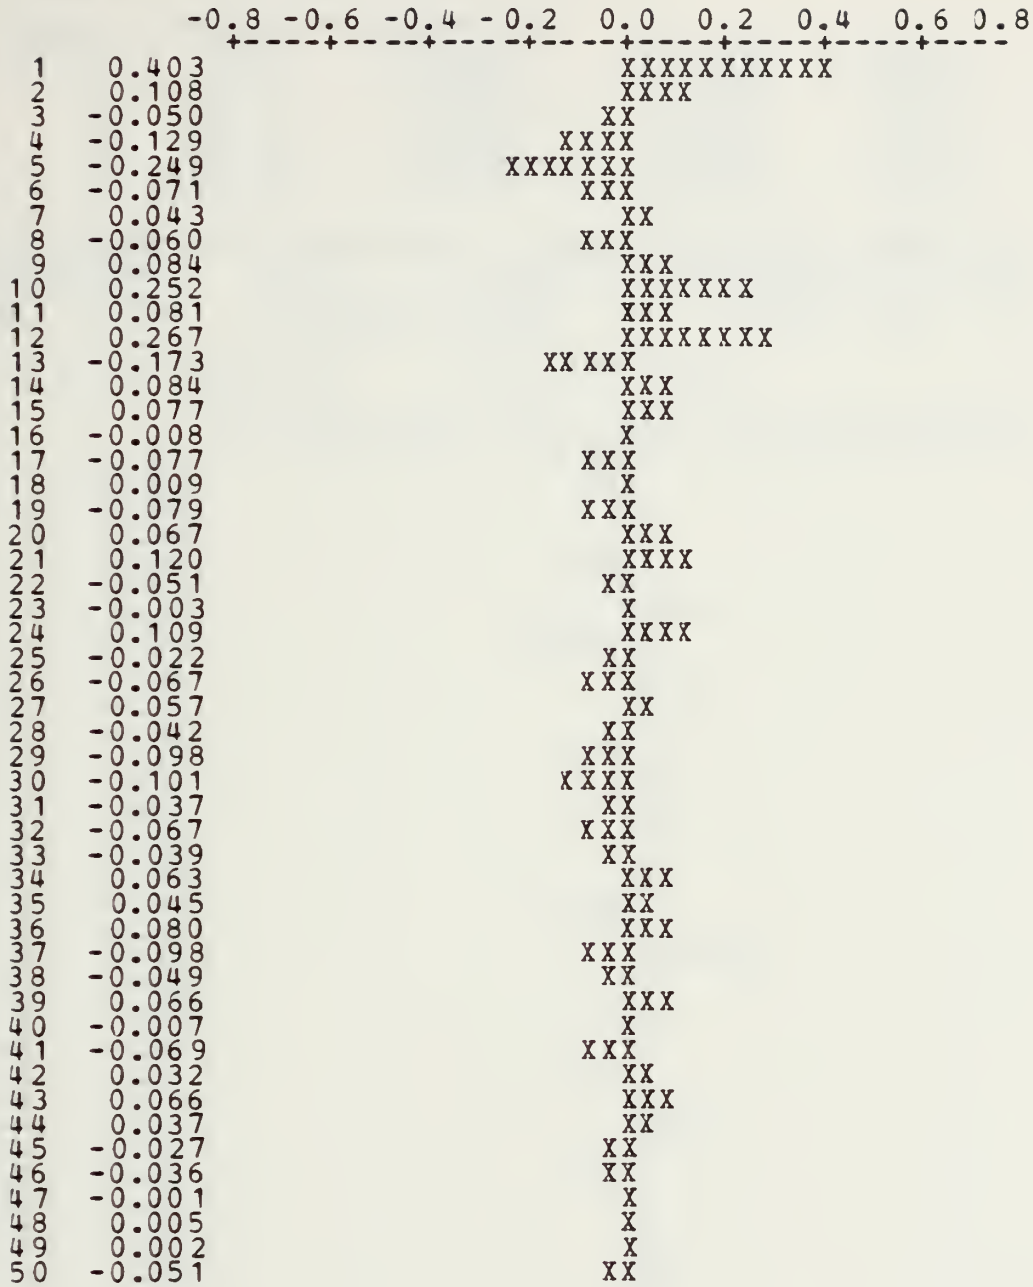 -0.8 -0.6 -0.4 -0.2 0.0 0.2 0.4 0.6 0.8
+----+----+----+----+----+----+----+----+
1 0.403 XXXXXXXXXXX
2 0.108 XXXX
3 -0.050 XX
4 -0.129 XXXX
5 -0.249 XXXXXXX
6 -0.071 XXX
7 0.043 XX
8 -0.060 XXX
9 0.084 XXX
10 0.252 XXXXXXX
11 0.081 XXX
12 0.267 XXXXXXXX
13 -0.173 XXXXX
14 0.084 XXX
15 0.077 XXX
16 -0.008 X
17 -0.077 XXX
18 0.009 X
19 -0.079 XXX
20 0.067 XXX
21 0.120 XXXX
22 -0.051 XX
23 -0.003 X
24 0.109 XXXX
25 -0.022 XX
26 -0.067 XXX
27 0.057 XX
28 -0.042 XX
29 -0.098 XXX
30 -0.101 XXXX
31 -0.037 XX
32 -0.067 XXX
33 -0.039 XX
34 0.063 XXX
35 0.045 XX
36 0.080 XXX
37 -0.098 XXX
38 -0.049 XX
39 0.066 XXX
40 -0.007 X
41 -0.069 XXX
42 0.032 XX
43 0.066 XXX
44 0.037 XX
45 -0.027 XX
46 -0.036 XX
47 -0.001 X
48 0.005 X
49 0.002 X
50 -0.051 XX